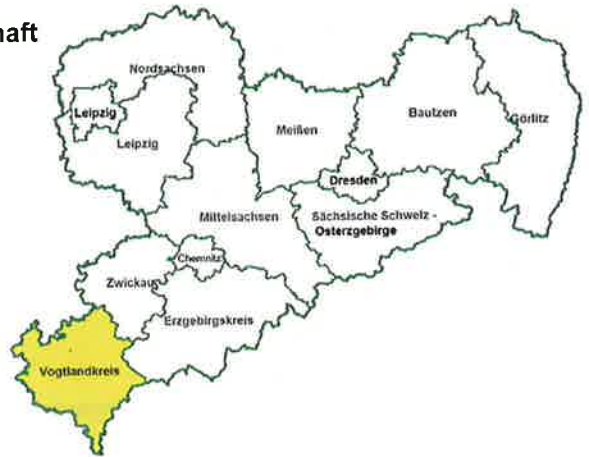 haft
Nordsachsen
Leipzig
Leipzig
Meißen
Bautzen
Görlitz
Dresden
Mittelsachsen
Sächsische Schweiz -
Osterzgebirge
Chemnitz
Zwickau
Erzgebirgskreis
Vogtlandkreis